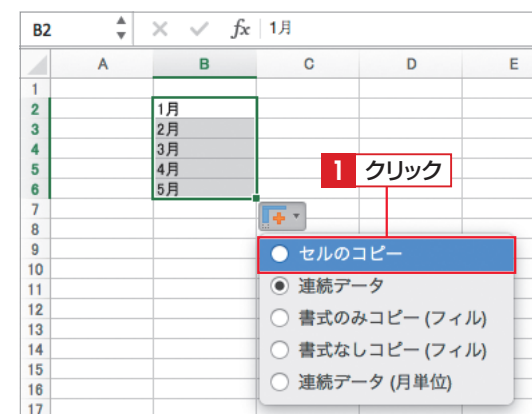 B2 fx 1月
A B C D E
1
2 1月
3 2月
4 3月
5 4月
6 5月
1 クリック
7
8
9
セルのコピー
10
11
連続データ
12
書式のみコピー (フィル)
13
14
書式なしコピー (フィル)
15
16
連続データ (月単位)
17